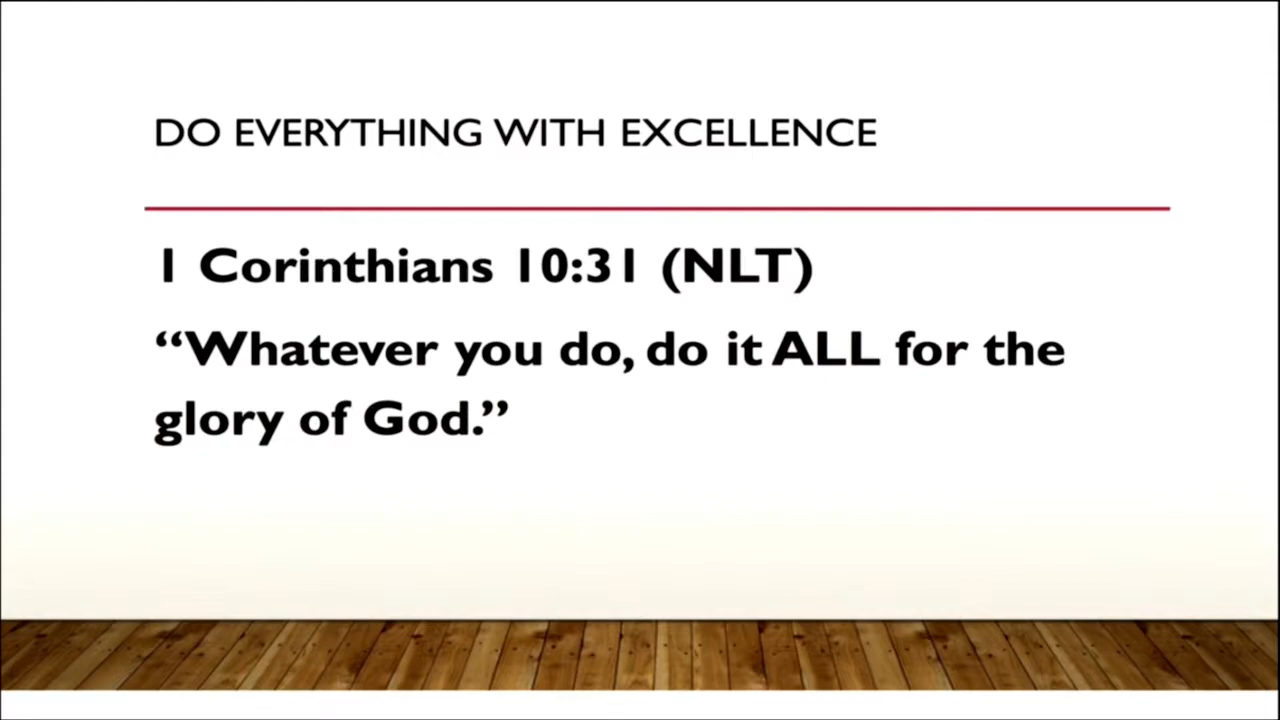 DO EVERYTHING WITH EXCELLENCE
1 Corinthians 10:31 (NLT)
“Whatever you do, do it ALL for the
glory of God.”